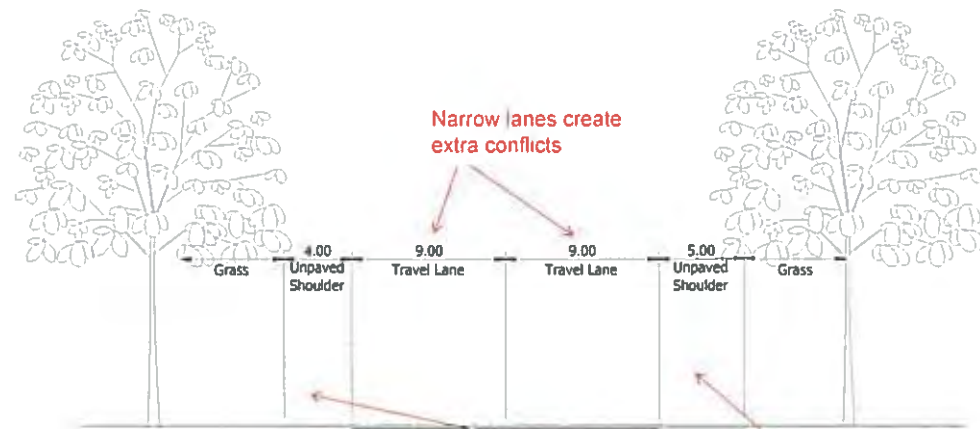 Narrow lanes create
extra conflicts
4.00 9.00 9.00 5.00
Grass Unpaved Travel Lane Travel Lane Unpaved Grass
Shoulder Shoulder